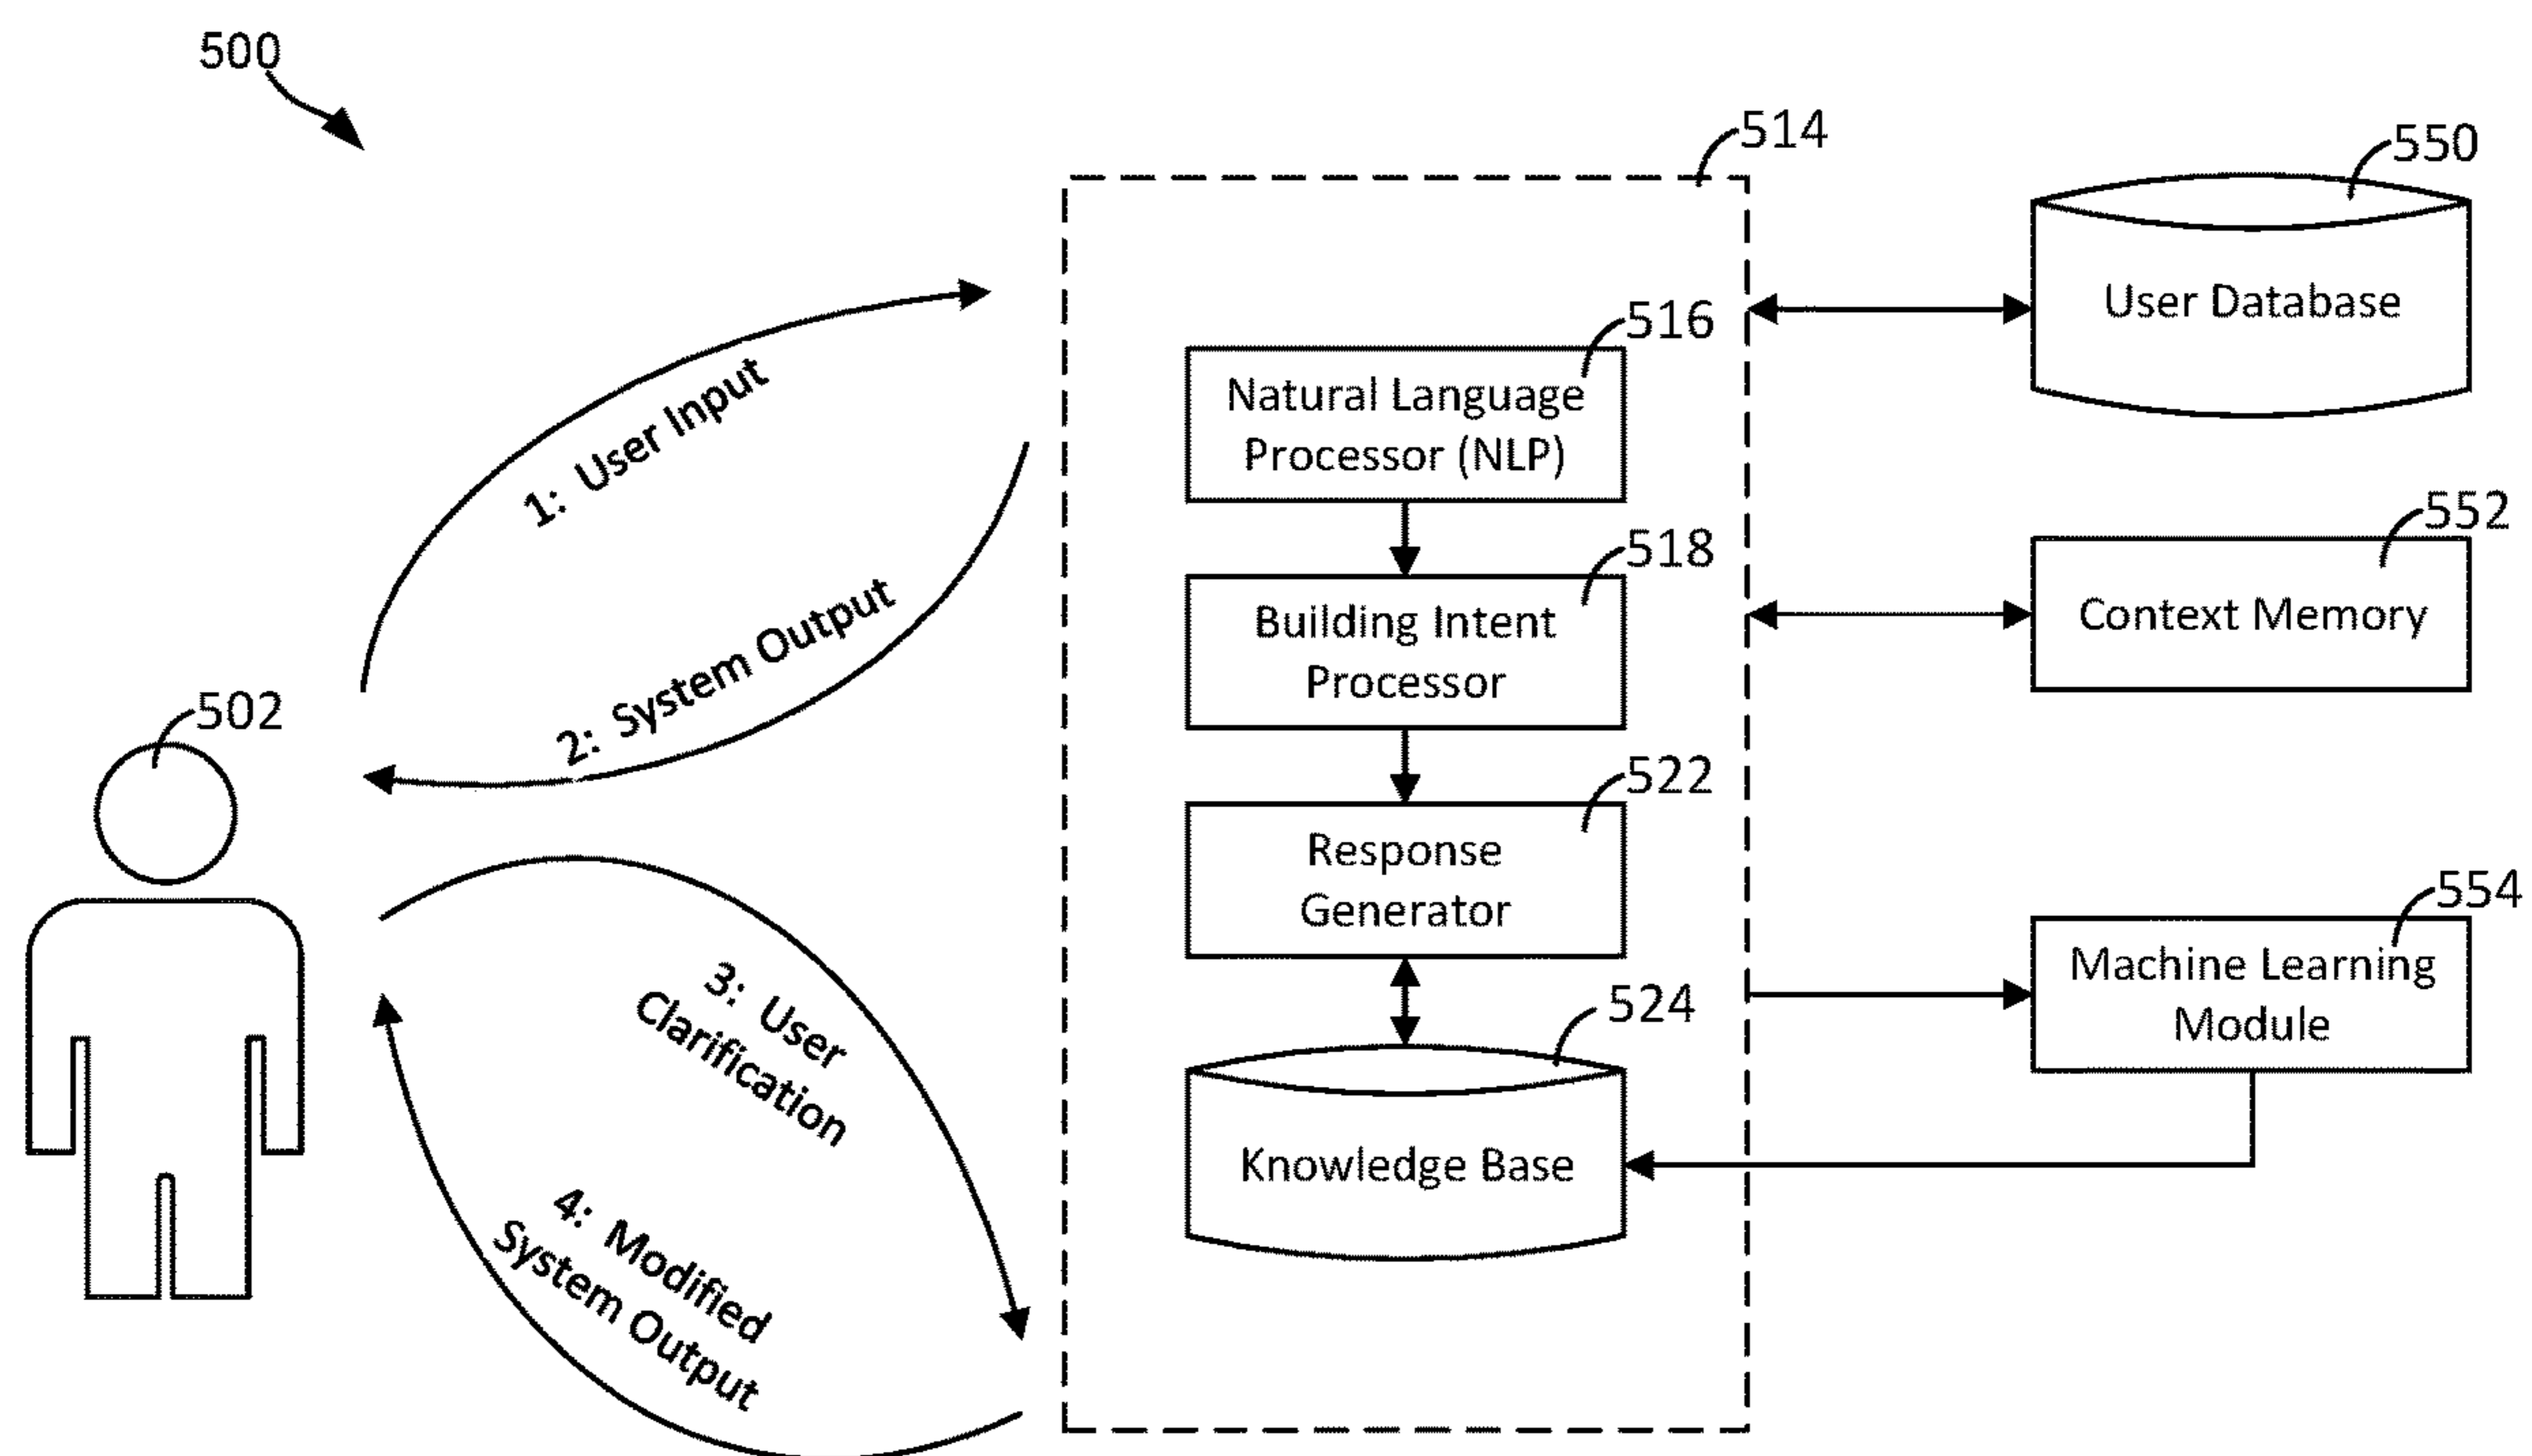 500
514
550
User Database
516
Natural Language
Processor (NLP)
1: User Input
552
Context Memory
518
Building Intent
Processor
2: System Output
502
522
Response
Generator
554
Machine Learning
Module
3: User
Clarification
524
Knowledge Base
4: Modified
System Output